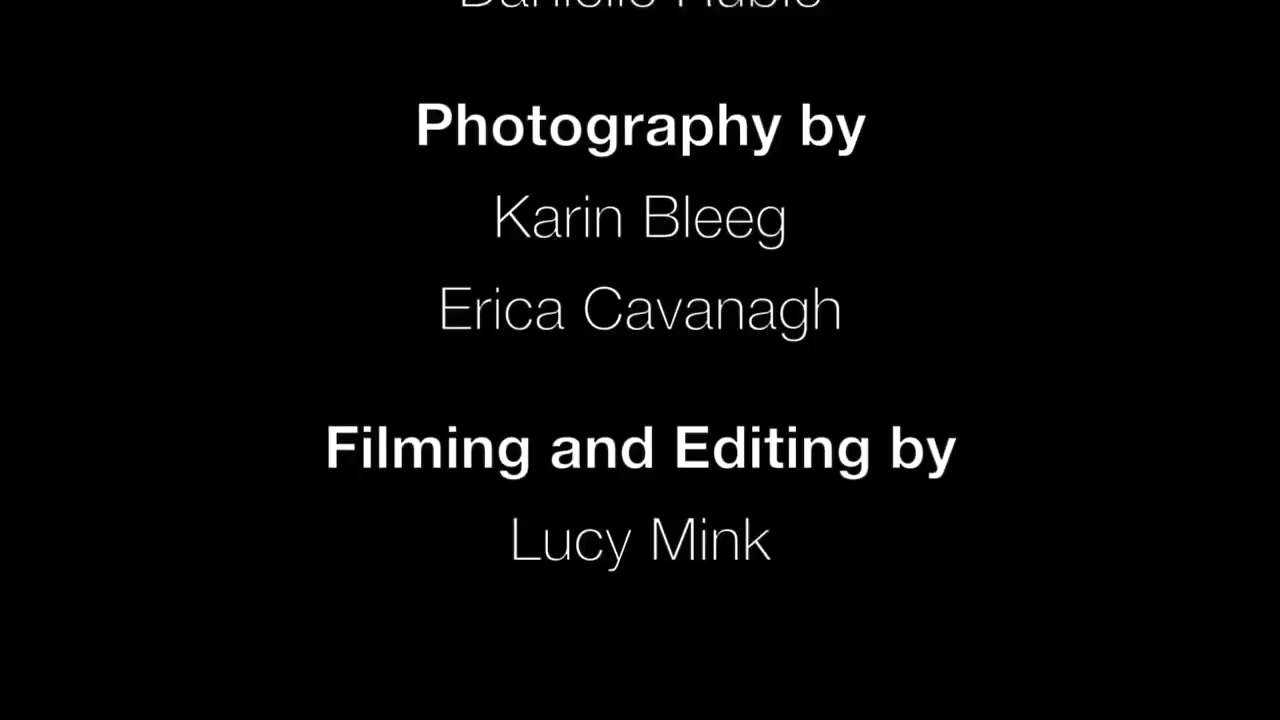 Photography by
Karin Bleeg
Erica Cavanagh
Filming and Editing by
Lucy Mink